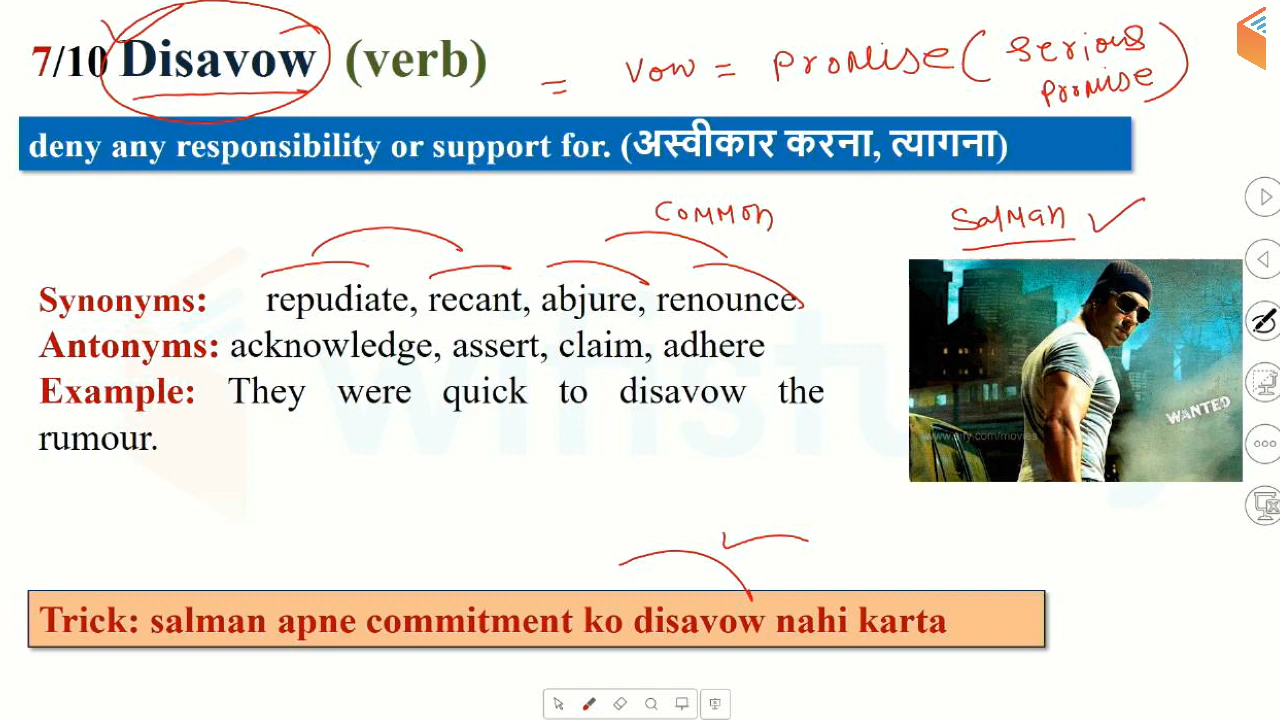 7/10 Disavow (verb)
= vow = promise (serious promise)
deny any responsibility or support for. (अस्वीकार करना, त्यागना)
common
salman
Synonyms: repudiate, recant, abjure, renounce
Antonyms: acknowledge, assert, claim, adhere
Example: They were quick to disavow the
rumour.
WANTED
Trick: salman apne commitment ko disavow nahi karta